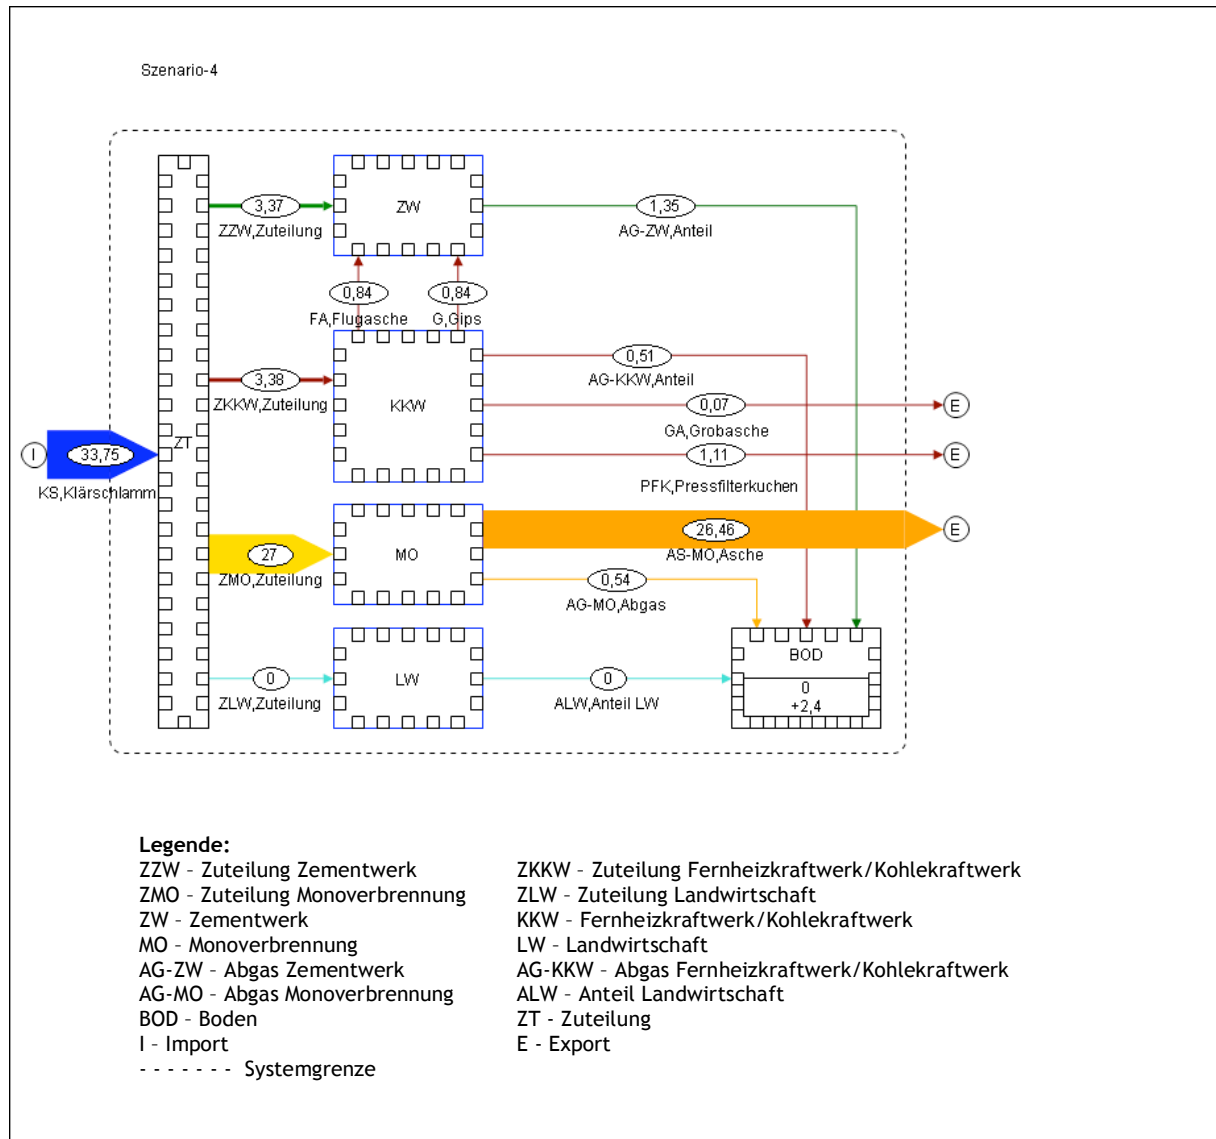 Szenario-4
3,37
ZZW,Zuteilung
ZW
1,35
AG-ZW,Anteil
0,84
FA,Flugasche
0,84
G,Gips
3,38
ZKKW,Zuteilung
KKW
0,51
AG-KKW,Anteil
0,07
GA,Grobasche
E
1,11
PFK,Pressfilterkuchen
E
I
33,75
KS,Klärschlamm
ZT
27
ZMO,Zuteilung
MO
26,46
AS-MO,Asche
E
0,54
AG-MO,Abgas
0
ZLW,Zuteilung
LW
0
ALW,Anteil LW
BOD
0
+2,4
Legende:
ZZW – Zuteilung Zementwerk
ZKKW – Zuteilung Fernheizkraftwerk/Kohlekraftwerk
ZMO – Zuteilung Monoverbrennung
ZLW – Zuteilung Landwirtschaft
ZW – Zementwerk
KKW – Fernheizkraftwerk/Kohlekraftwerk
MO – Monoverbrennung
LW – Landwirtschaft
AG-ZW – Abgas Zementwerk
AG-KKW – Abgas Fernheizkraftwerk/Kohlekraftwerk
AG-MO – Abgas Monoverbrennung
ALW – Anteil Landwirtschaft
BOD – Boden
ZT - Zuteilung
I – Import
E - Export
- - - - - - - Systemgrenze